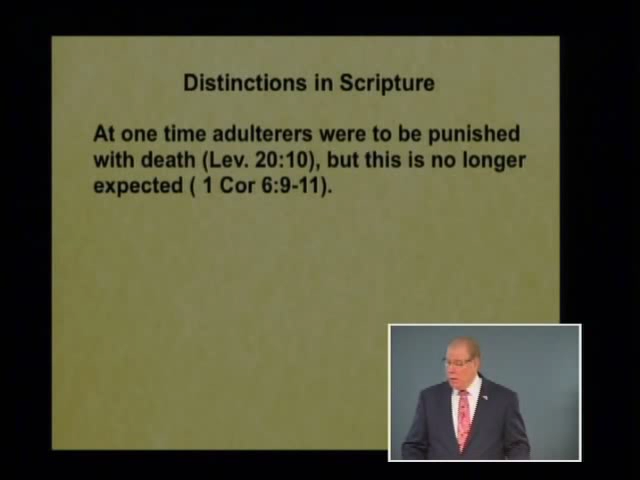 Distinctions in Scripture
At one time adulterers were to be punished
with death (Lev. 20:10), but this is no longer
expected ( 1 Cor 6:9-11).